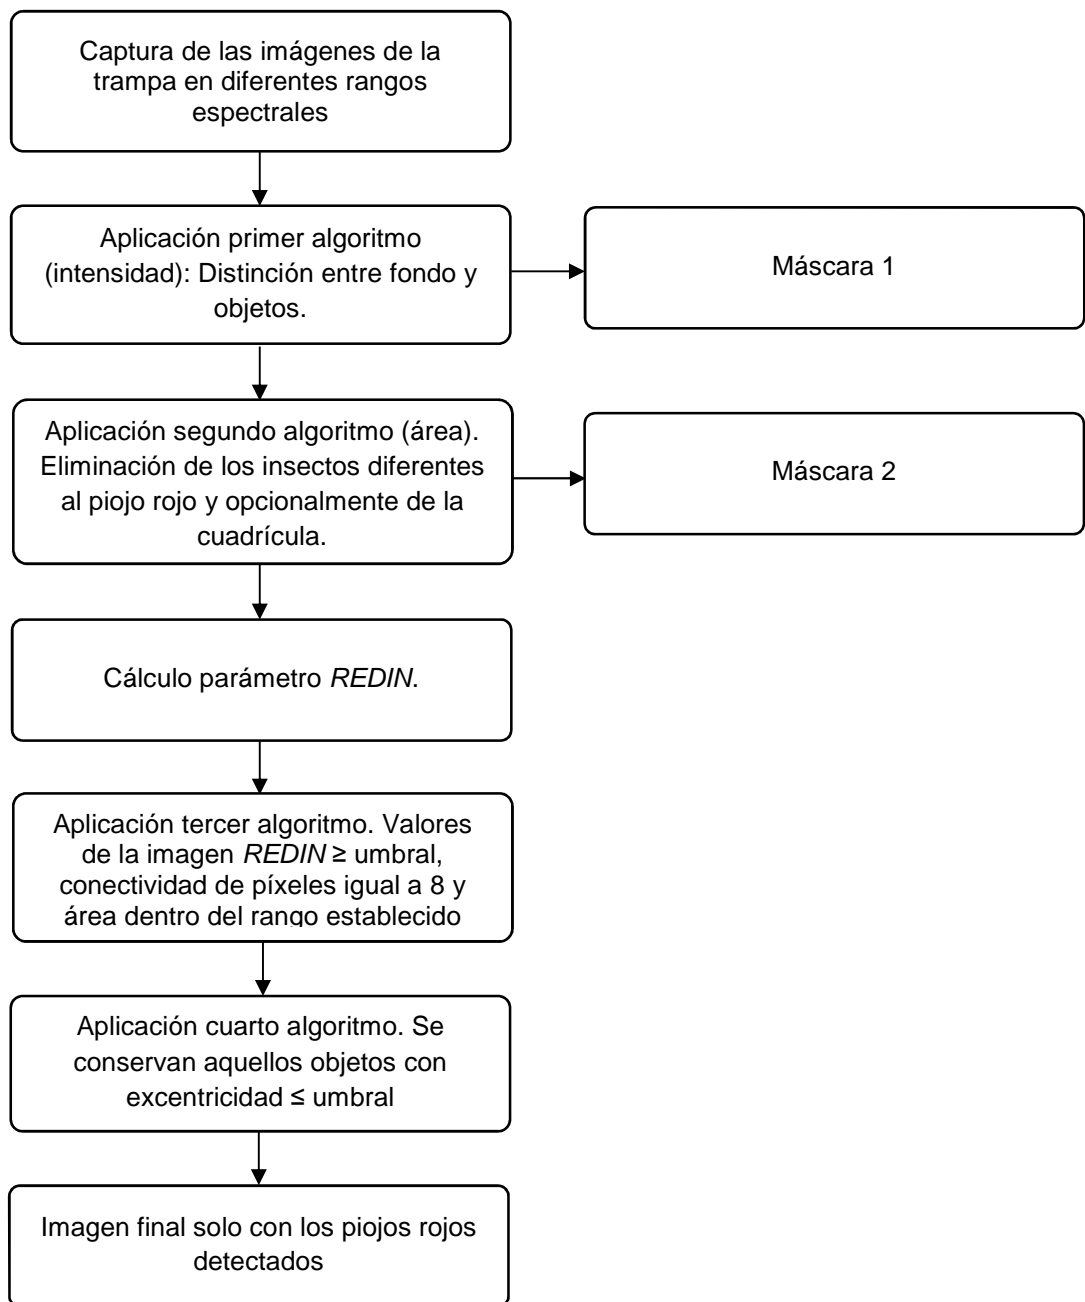 Captura de las imágenes de la
trampa en diferentes rangos
espectrales
Aplicación primer algoritmo
(intensidad): Distinción entre fondo y
objetos.
Máscara 1
Aplicación segundo algoritmo (área).
Eliminación de los insectos diferentes
al piojo rojo y opcionalmente de la
cuadrícula.
Máscara 2
Cálculo parámetro REDIN.
Aplicación tercer algoritmo. Valores
de la imagen REDIN ≥ umbral,
conectividad de píxeles igual a 8 y
área dentro del rango establecido
Aplicación cuarto algoritmo. Se
conservan aquellos objetos con
excentricidad ≤ umbral
Imagen final solo con los piojos rojos
detectados